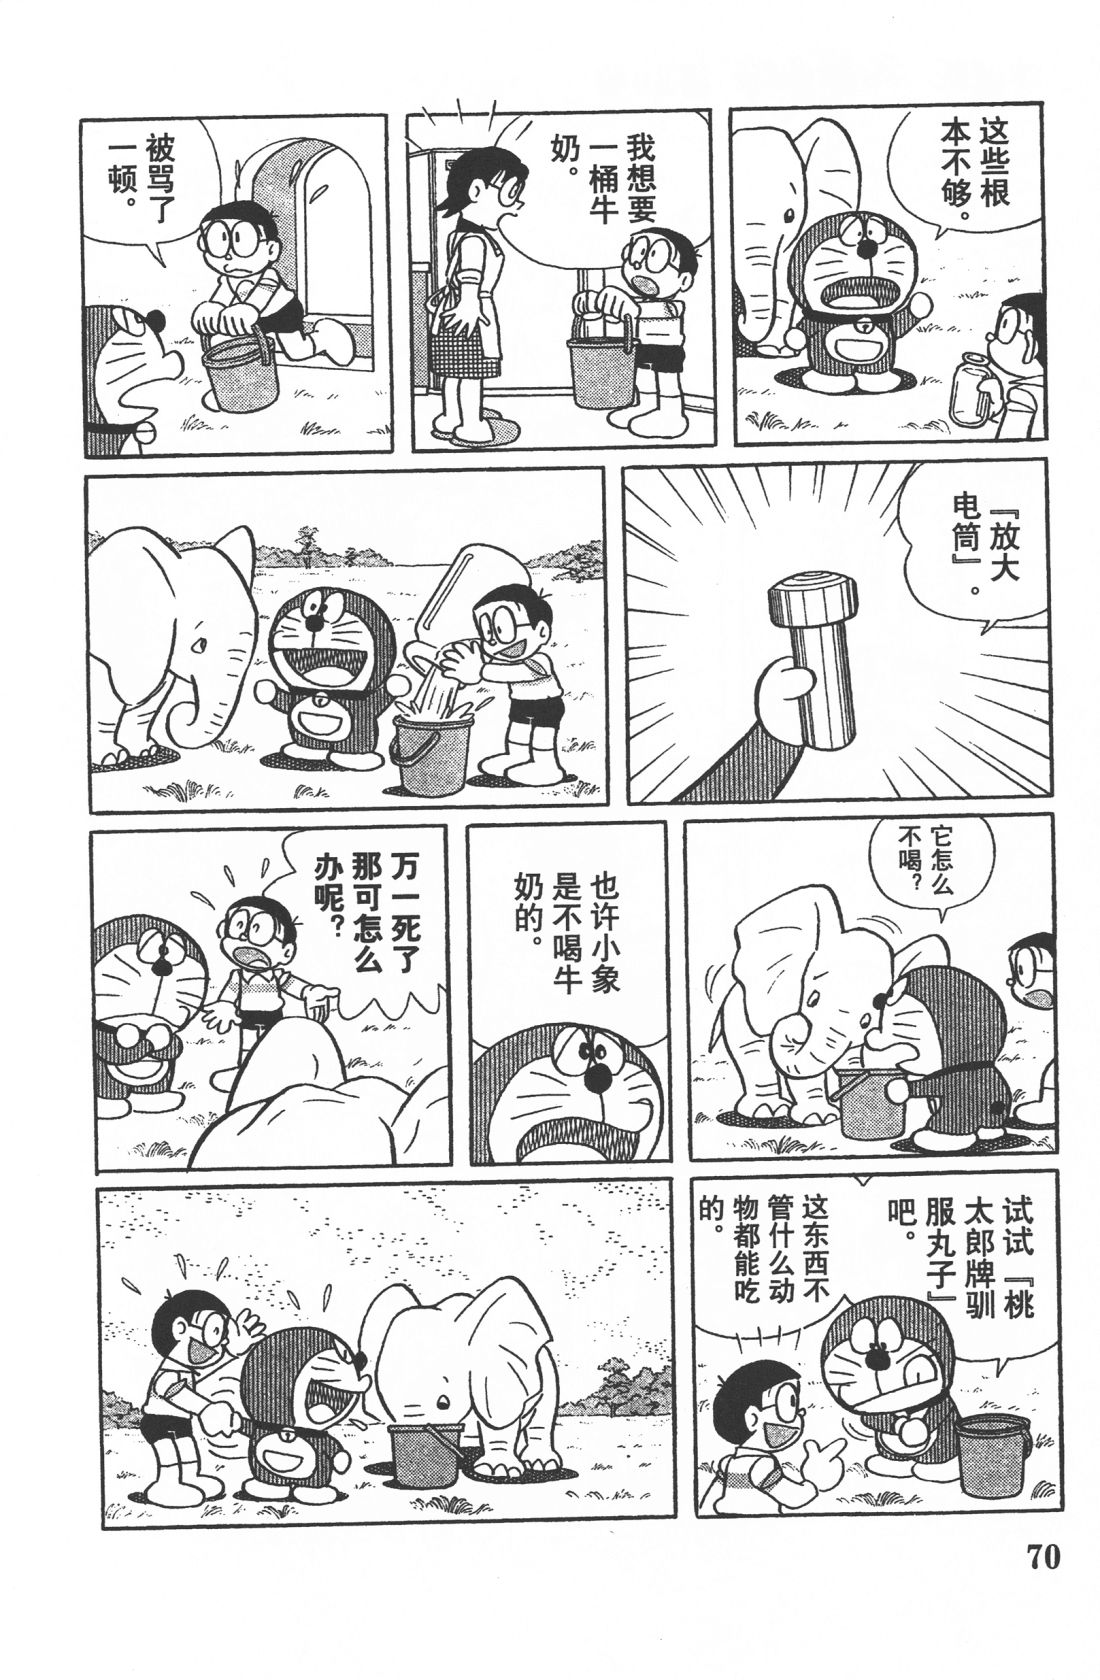 这些根
本不够。
我想要
一桶牛
奶。
被骂了
一顿。
『放大
电筒』。
它怎么
不喝？
也许小象
是不喝牛
奶的。
万一死了
那可怎么
办呢？
试试『桃
太郎牌驯
服丸子』
吧。
这东西不
管什么动
物都能吃
的。
70